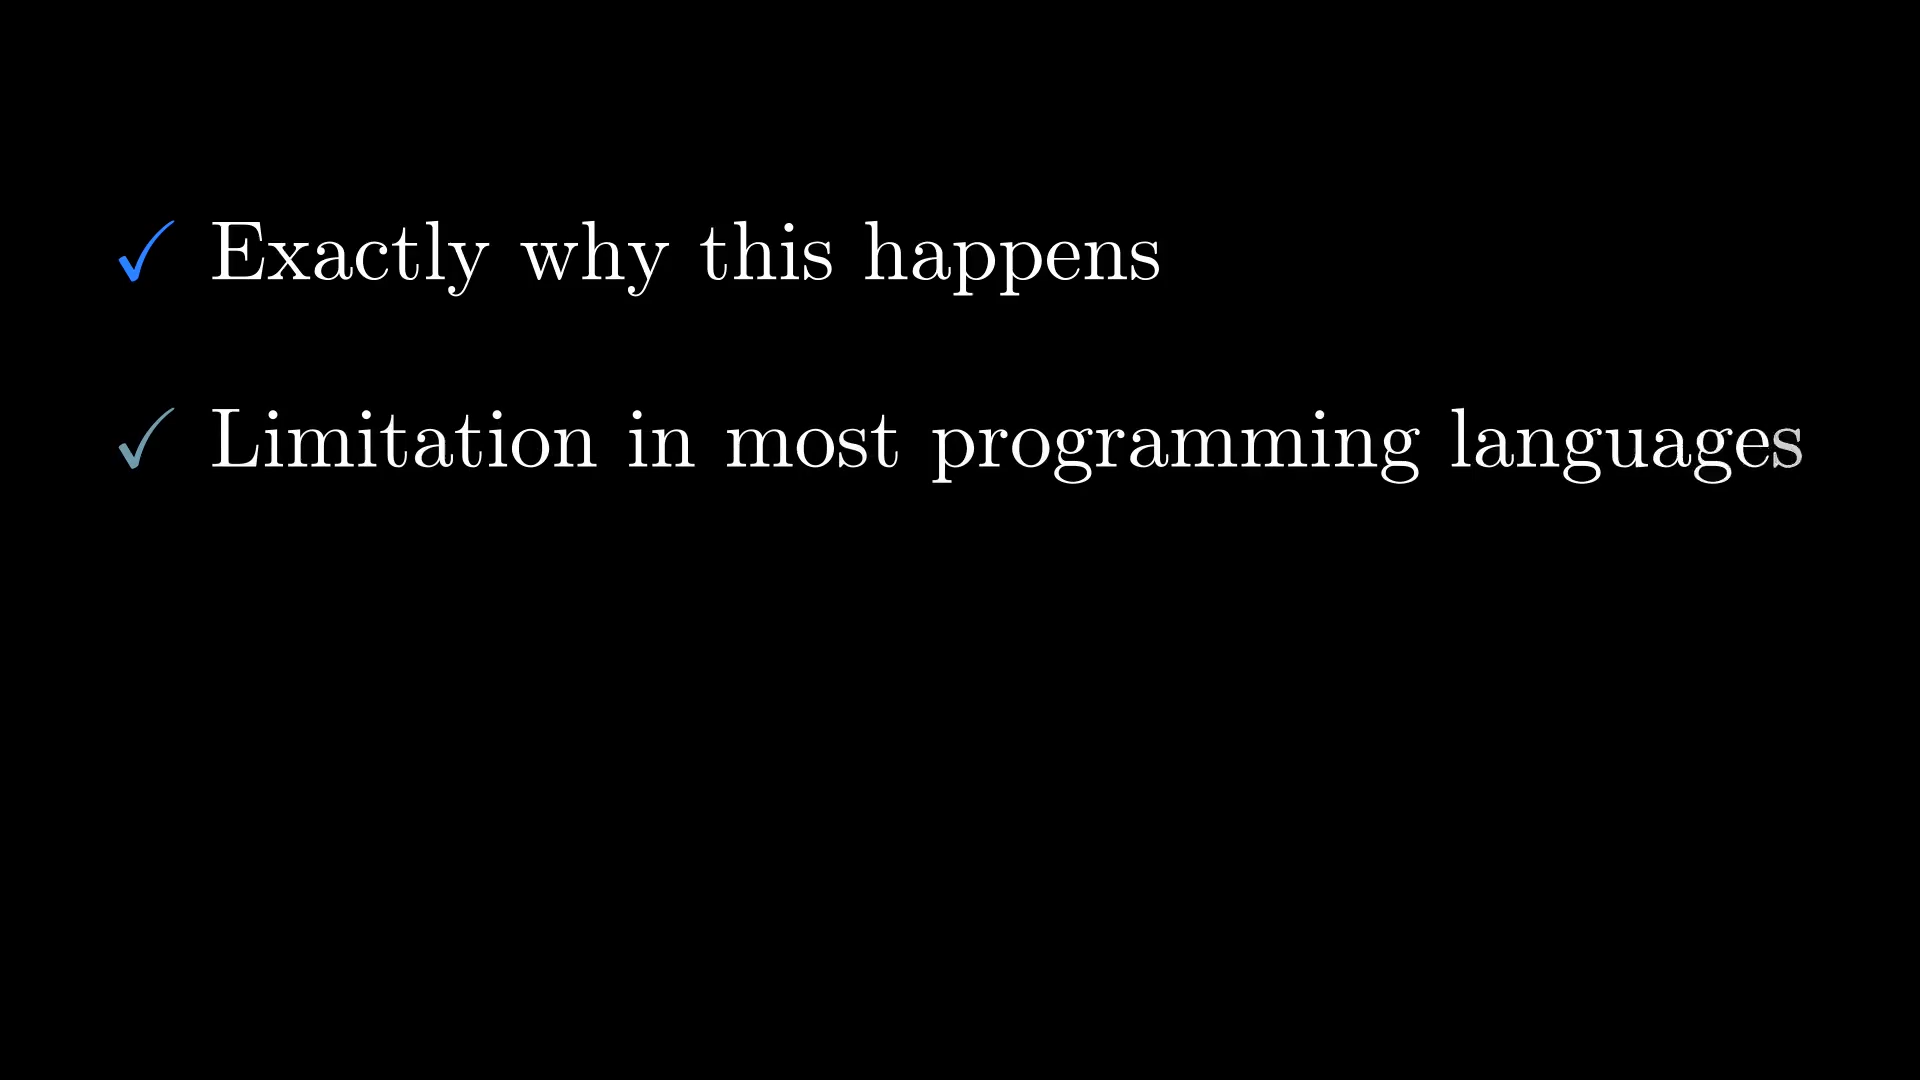 ✓ Exactly why this happens
✓ Limitation in most programming languages